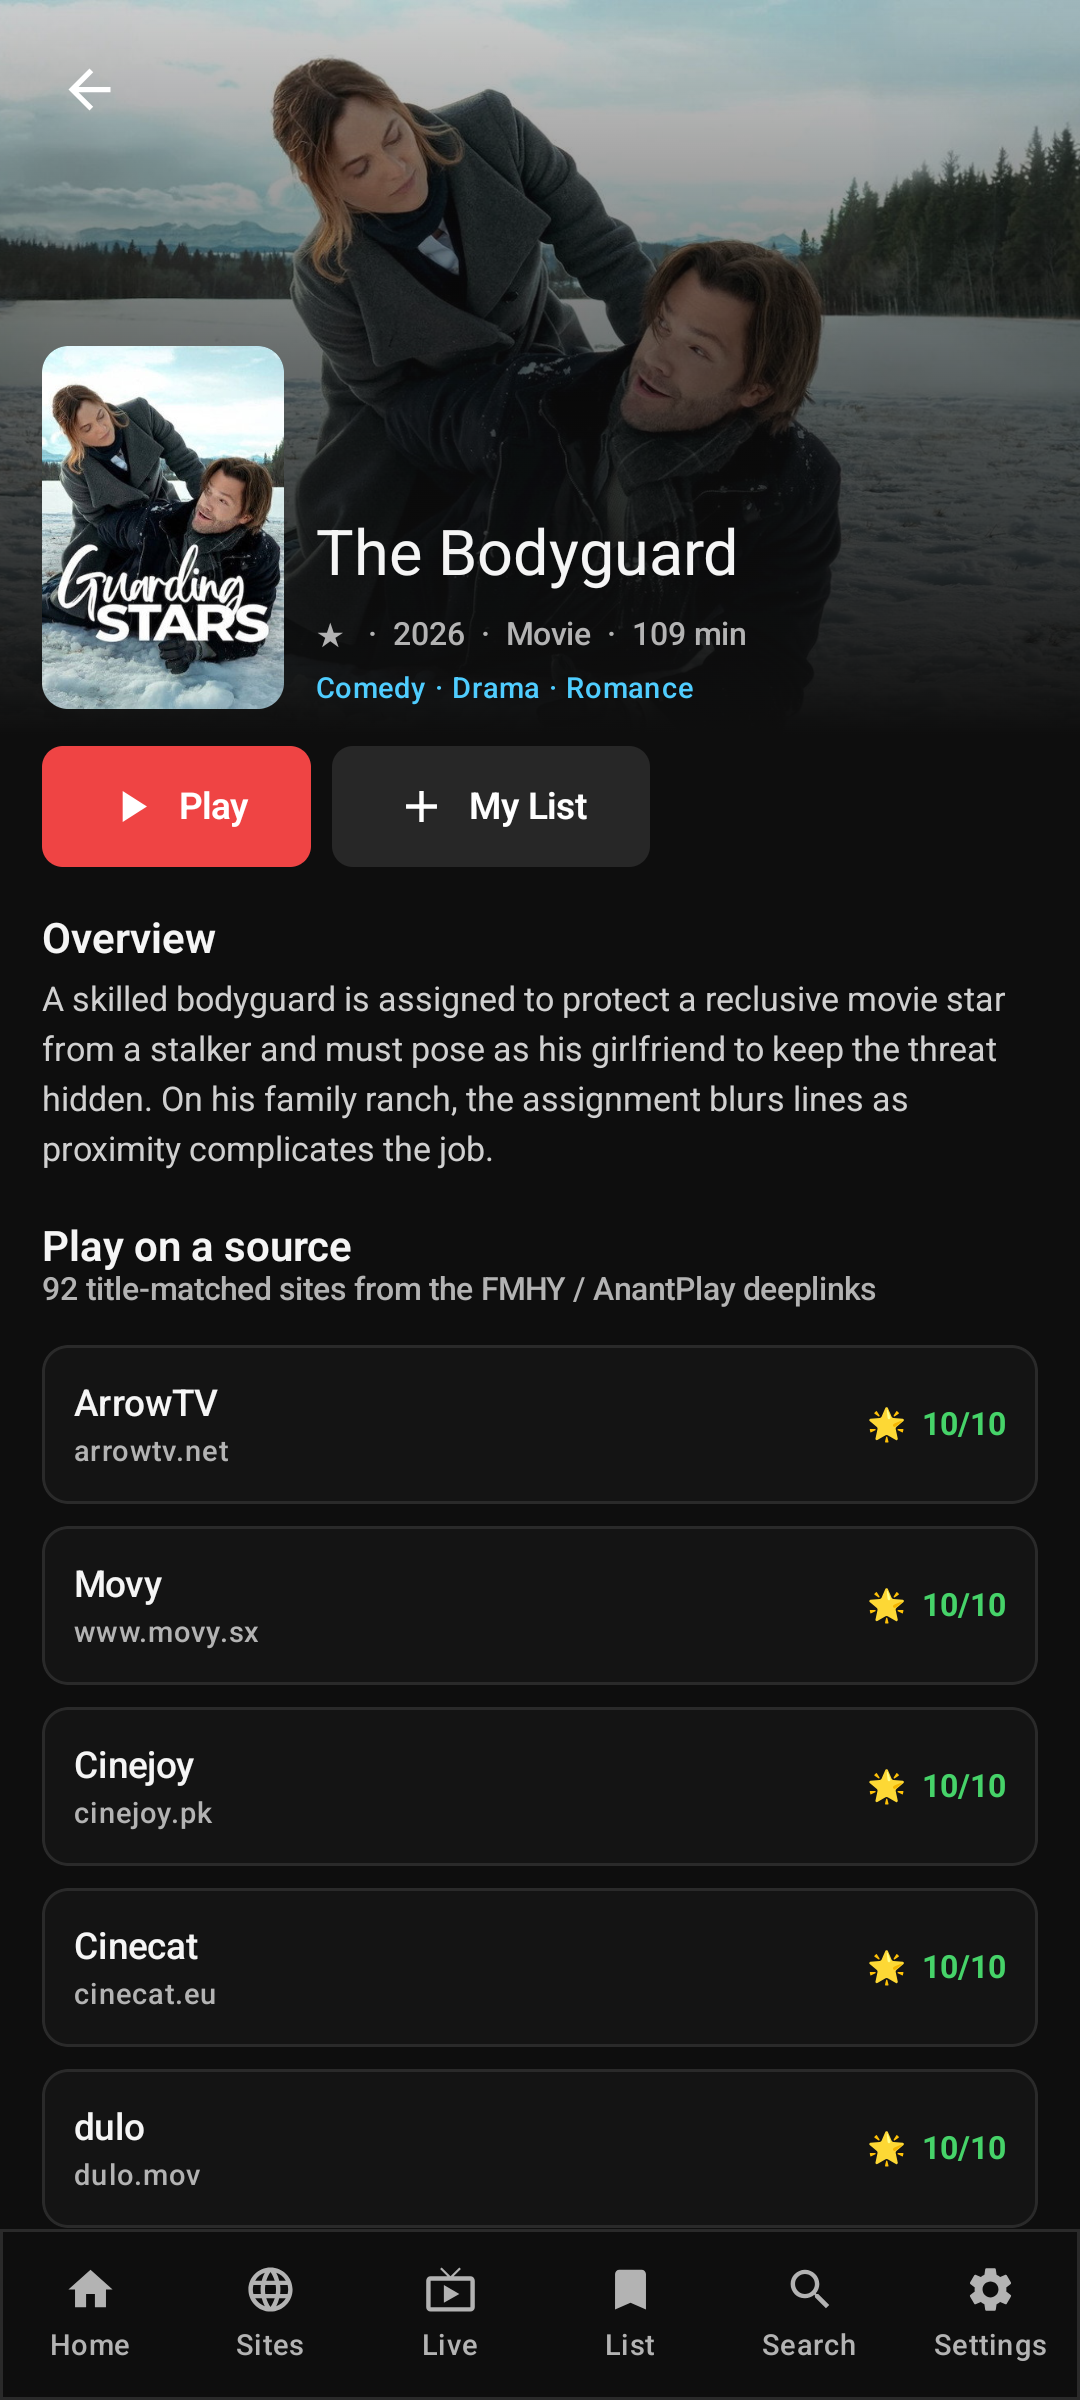 Guarding
STARS
The Bodyguard
★ · 2026 · Movie · 109 min
Comedy · Drama · Romance
Play
My List
Overview
A skilled bodyguard is assigned to protect a reclusive movie star
from a stalker and must pose as his girlfriend to keep the threat
hidden. On his family ranch, the assignment blurs lines as
proximity complicates the job.
Play on a source
92 title-matched sites from the FMHY / AnantPlay deeplinks
ArrowTV
arrowtv.net
🌟 10/10
Movy
www.movy.sx
🌟 10/10
Cinejoy
cinejoy.pk
🌟 10/10
Cinecat
cinecat.eu
🌟 10/10
dulo
dulo.mov
🌟 10/10
Home
Sites
Live
List
Search
Settings